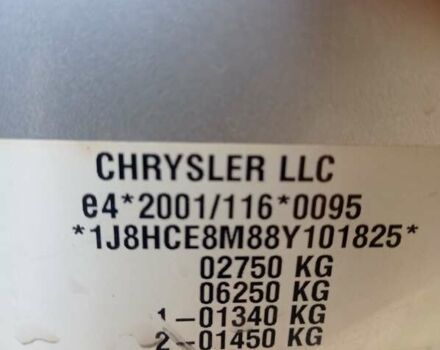 CHRYSLER LLC
e4*2001/116*0095
*1J8HCE8M88Y101825*
02750 KG
06250 KG
1-01340 KG
2-01450 KG